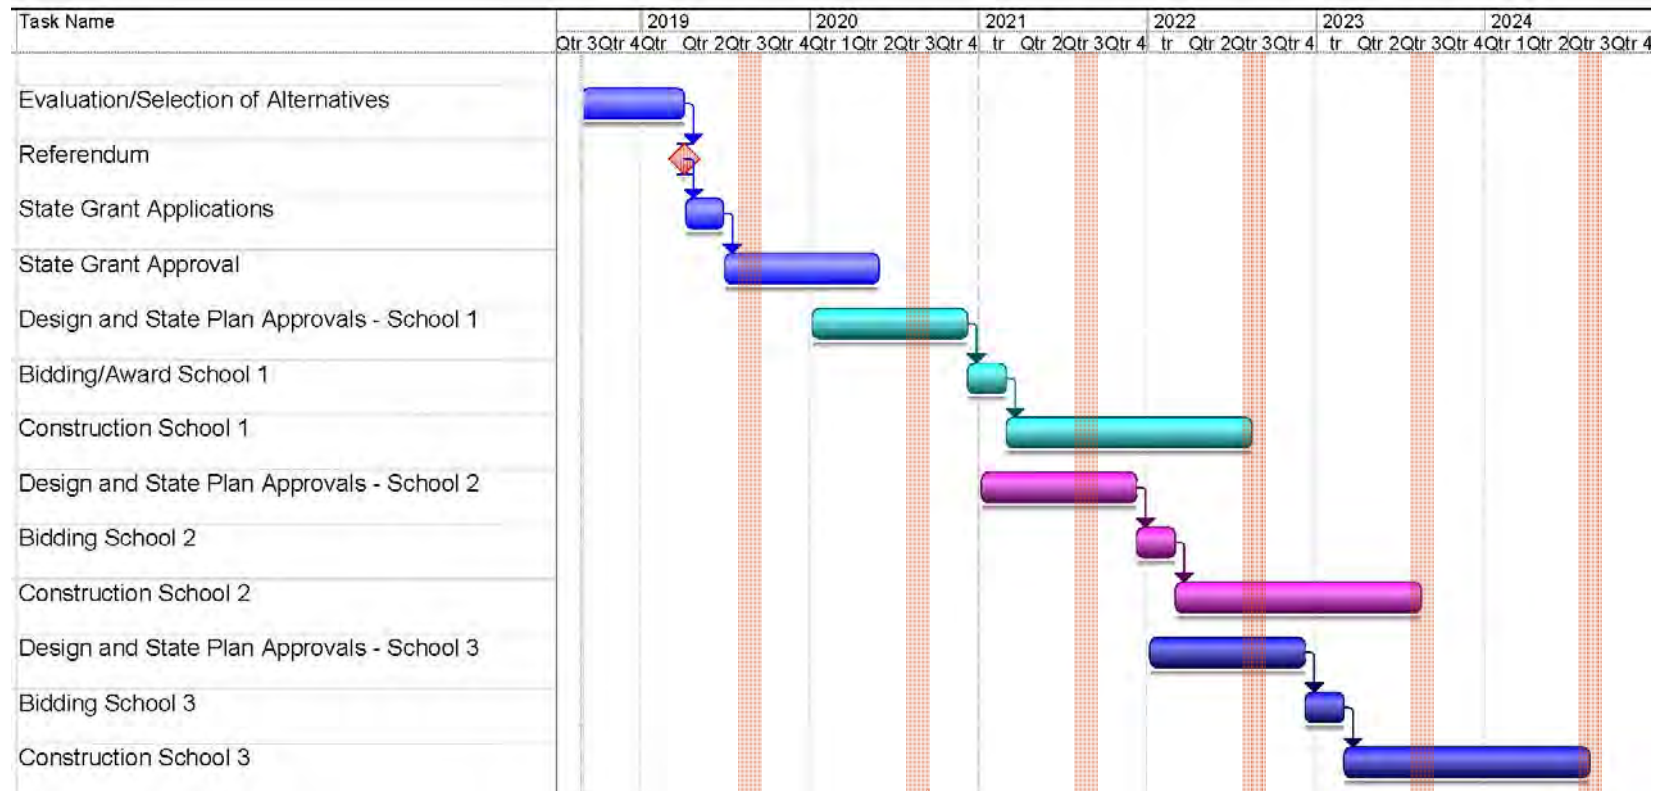 Task Name 2019 2020 2021 2022 2023 2024
Qtr 3Qtr 4Qtr Qtr 2Qtr 3Qtr 4Qtr 1Qtr 2Qtr 3Qtr 4 tr Qtr 2Qtr 3Qtr 4 tr Qtr 2Qtr 3Qtr 4 tr Qtr 2Qtr 3Qtr 4Qtr 1Qtr 2Qtr 3Qtr 4
Evaluation/Selection of Alternatives
Referendum
State Grant Applications
State Grant Approval
Design and State Plan Approvals - School 1
Bidding/Award School 1
Construction School 1
Design and State Plan Approvals - School 2
Bidding School 2
Construction School 2
Design and State Plan Approvals - School 3
Bidding School 3
Construction School 3